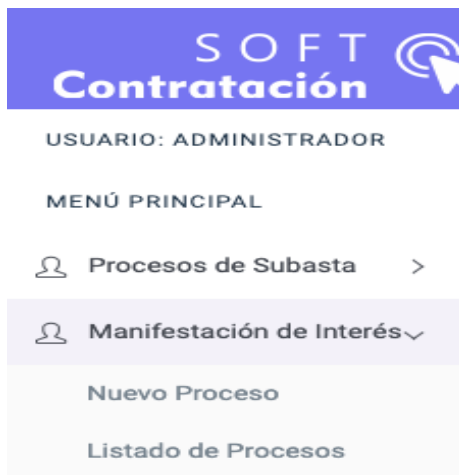 SOFT
Contratación
USUARIO: ADMINISTRADOR
MENÚ PRINCIPAL
Procesos de Subasta
Manifestación de Interés
Nuevo Proceso
Listado de Procesos